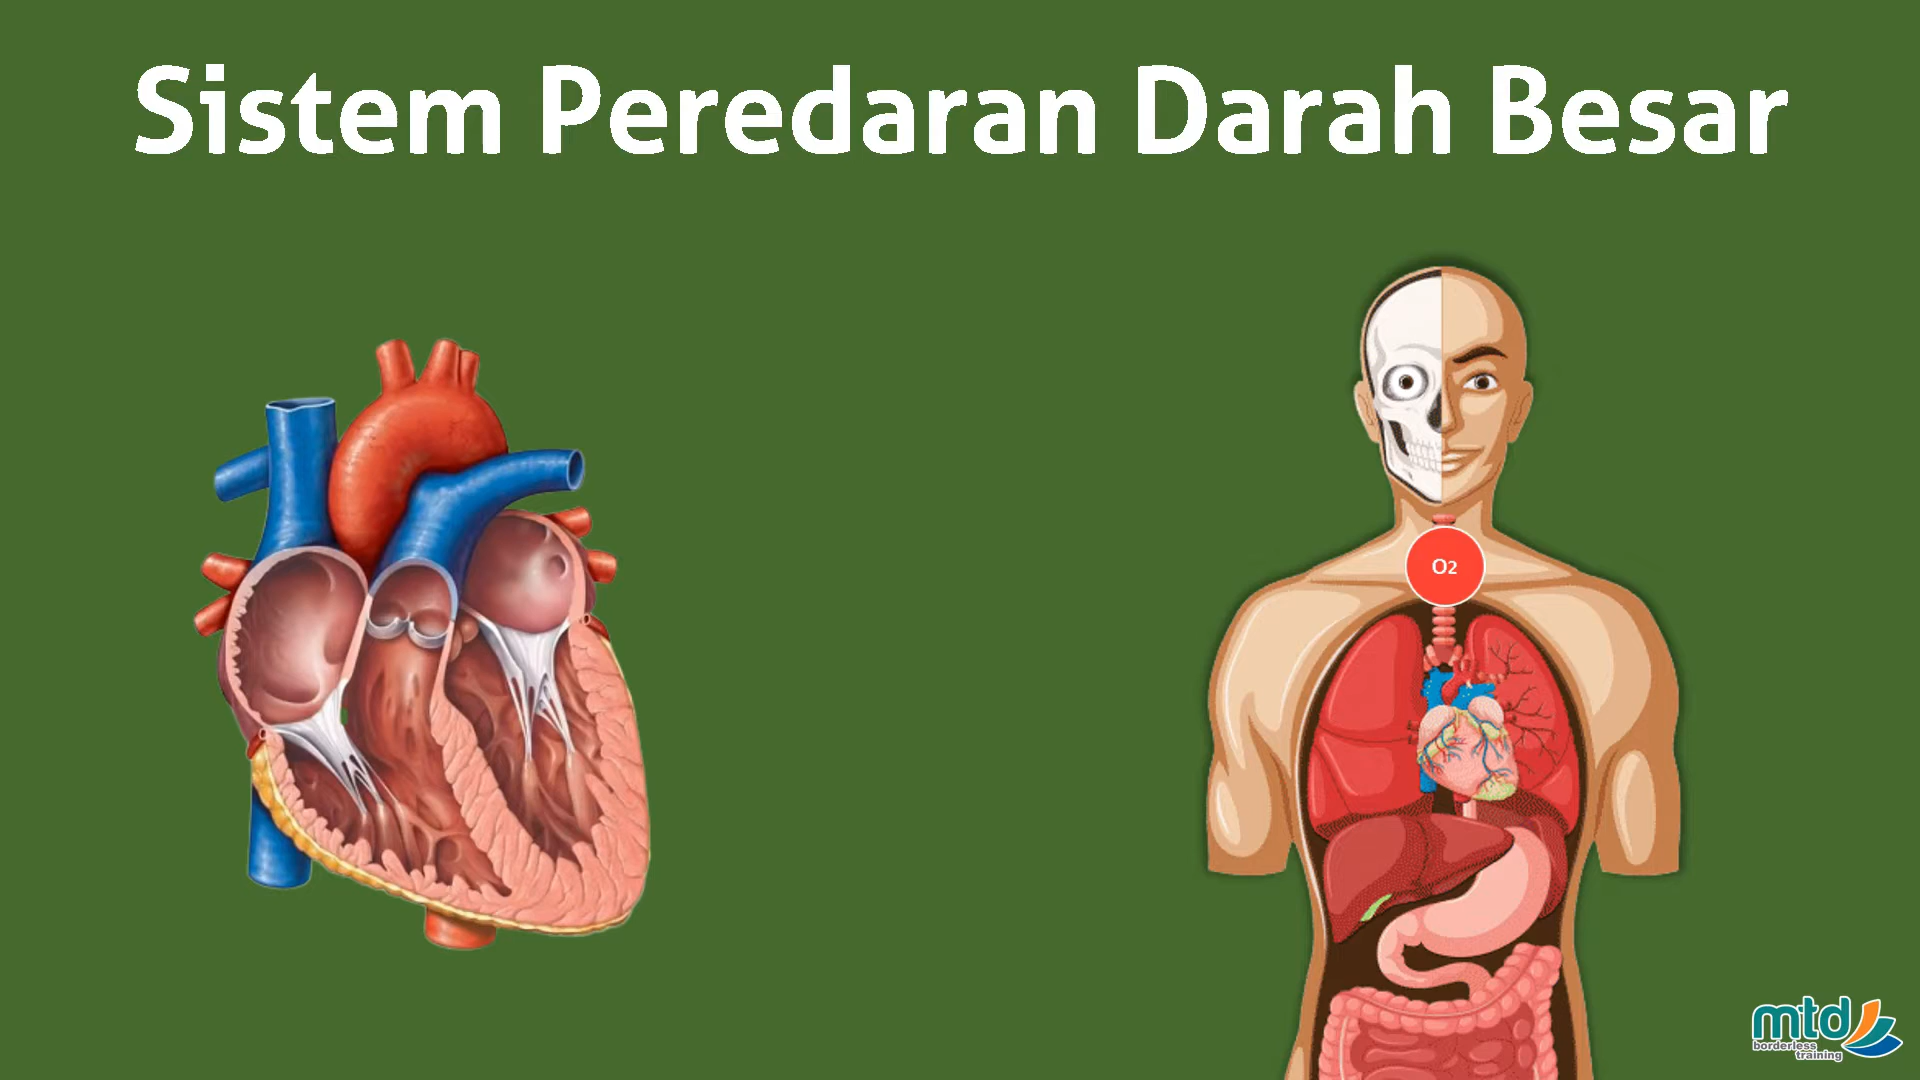 Sistem Peredaran Darah Besar
O2
mtd
borderless
training